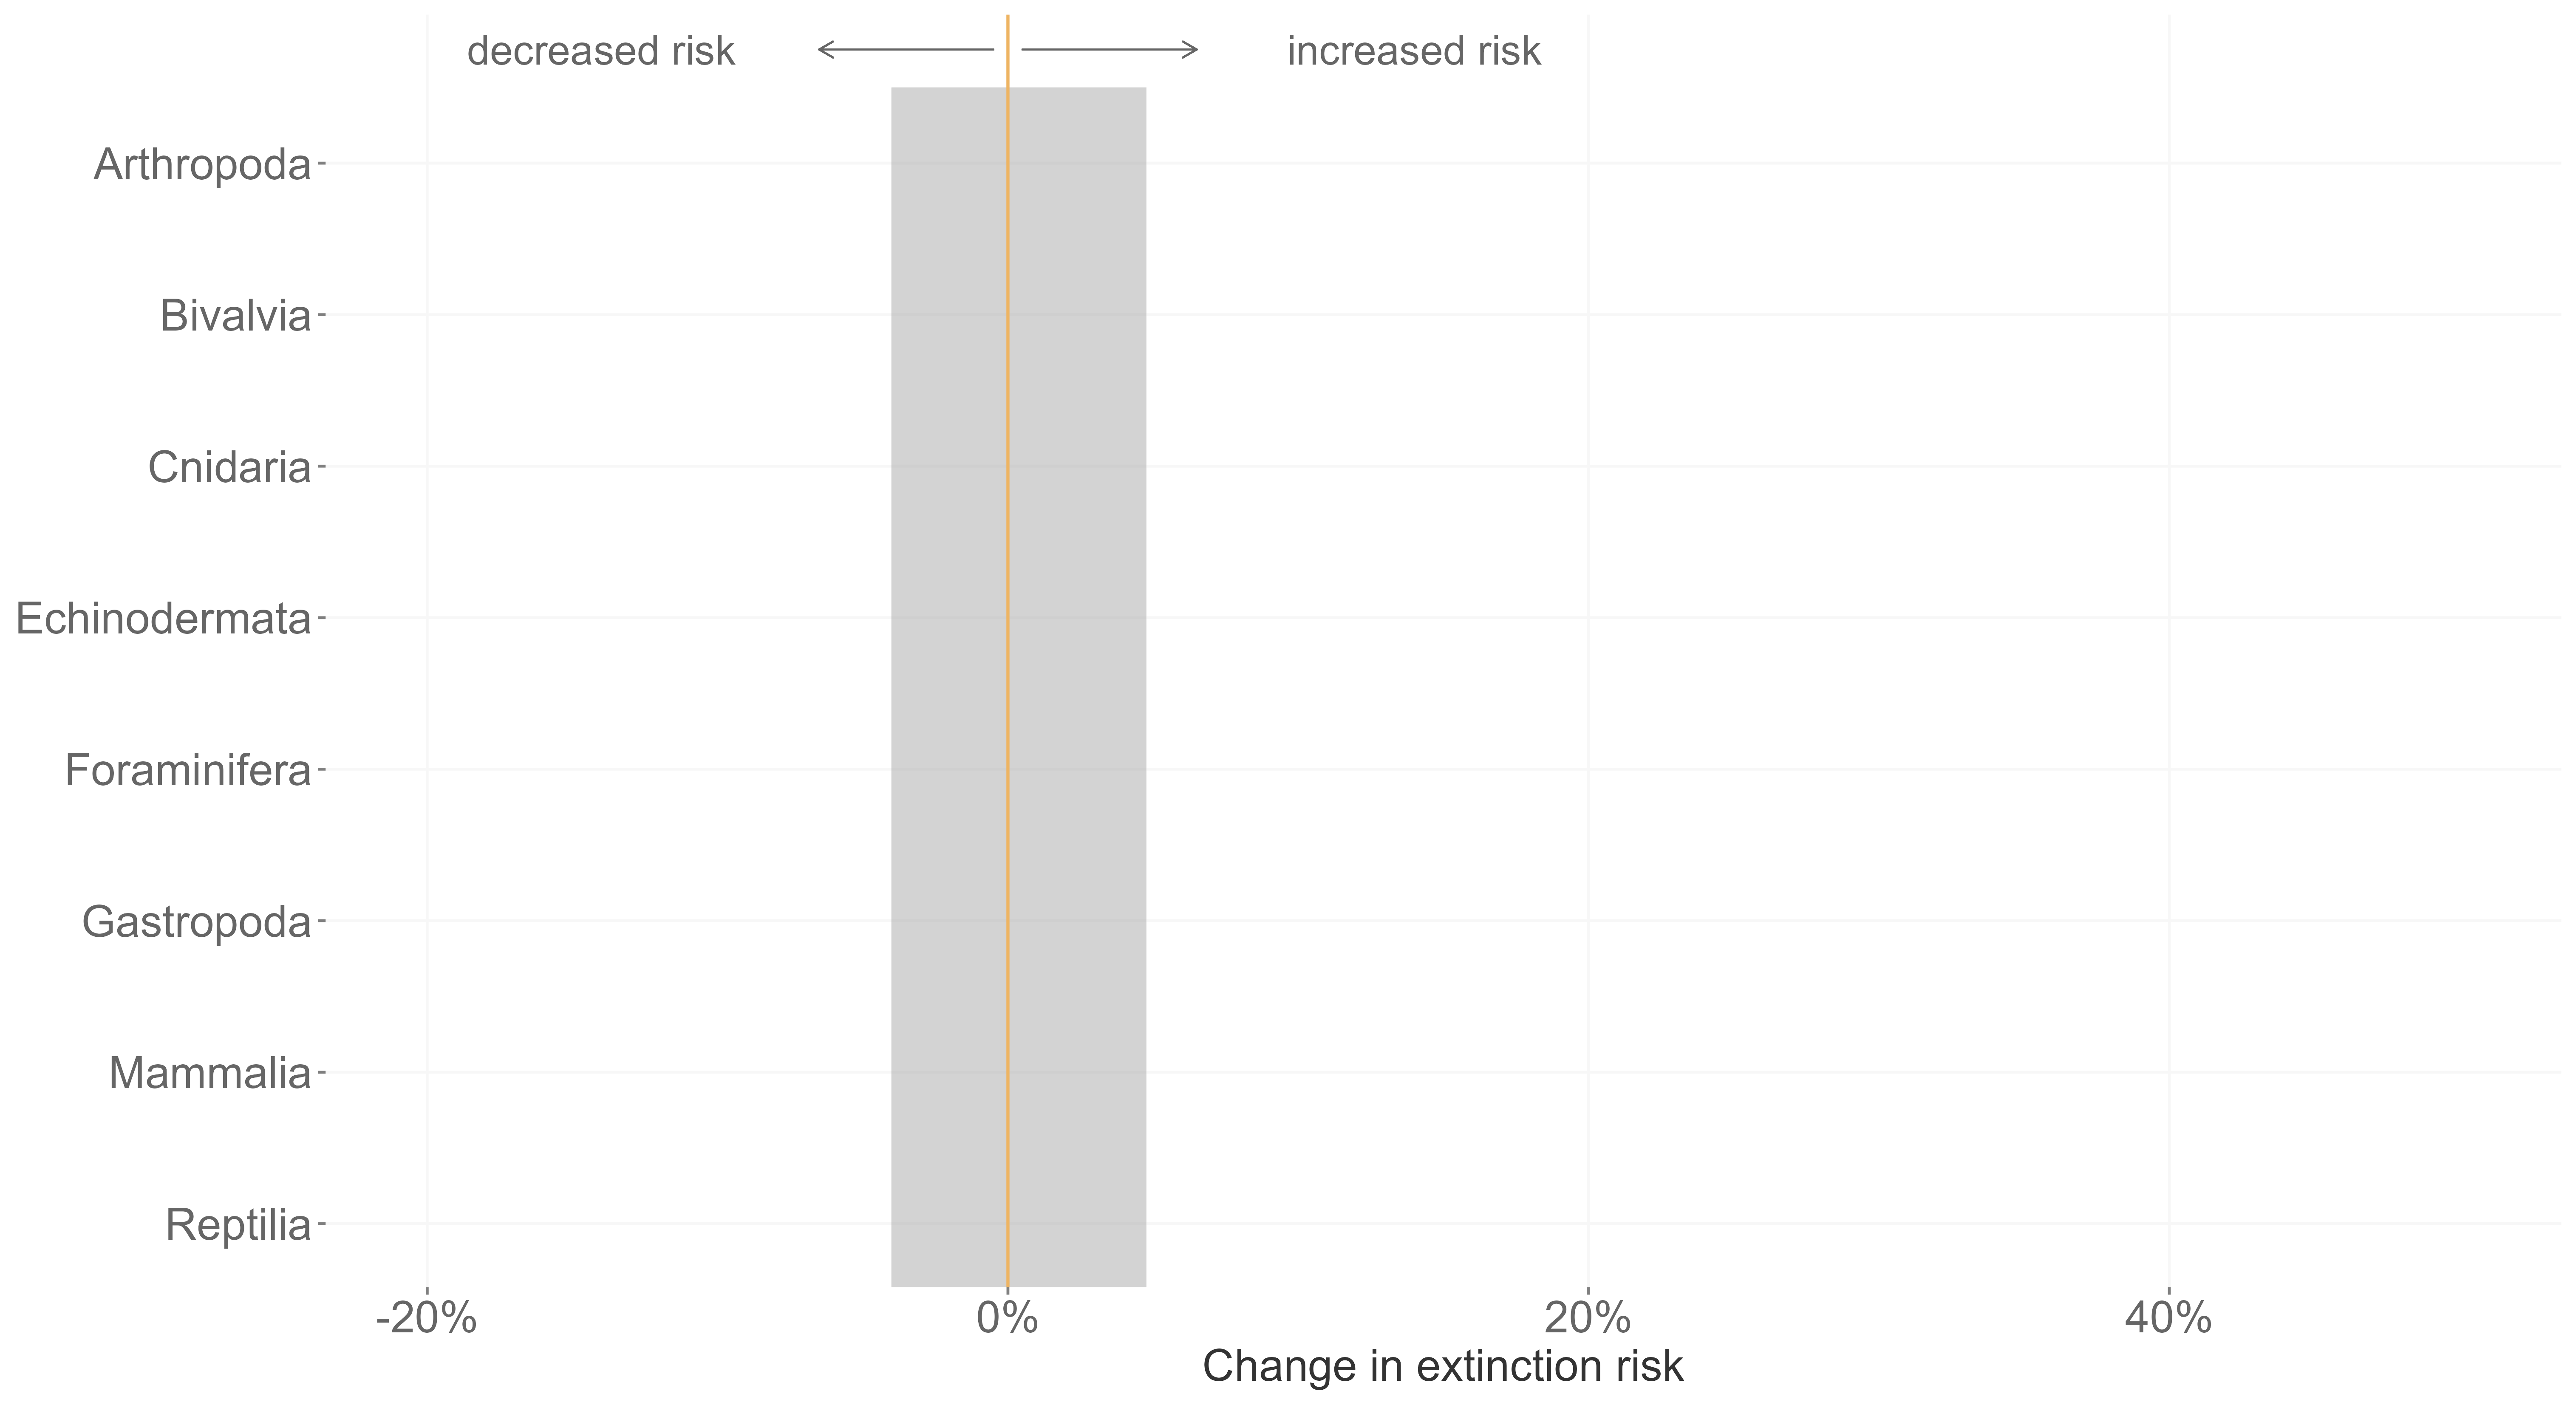 decreased risk
increased risk
Arthropoda
Bivalvia
Cnidaria
Echinodermata
Foraminifera
Gastropoda
Mammalia
Reptilia
-20%
0%
20%
40%
Change in extinction risk